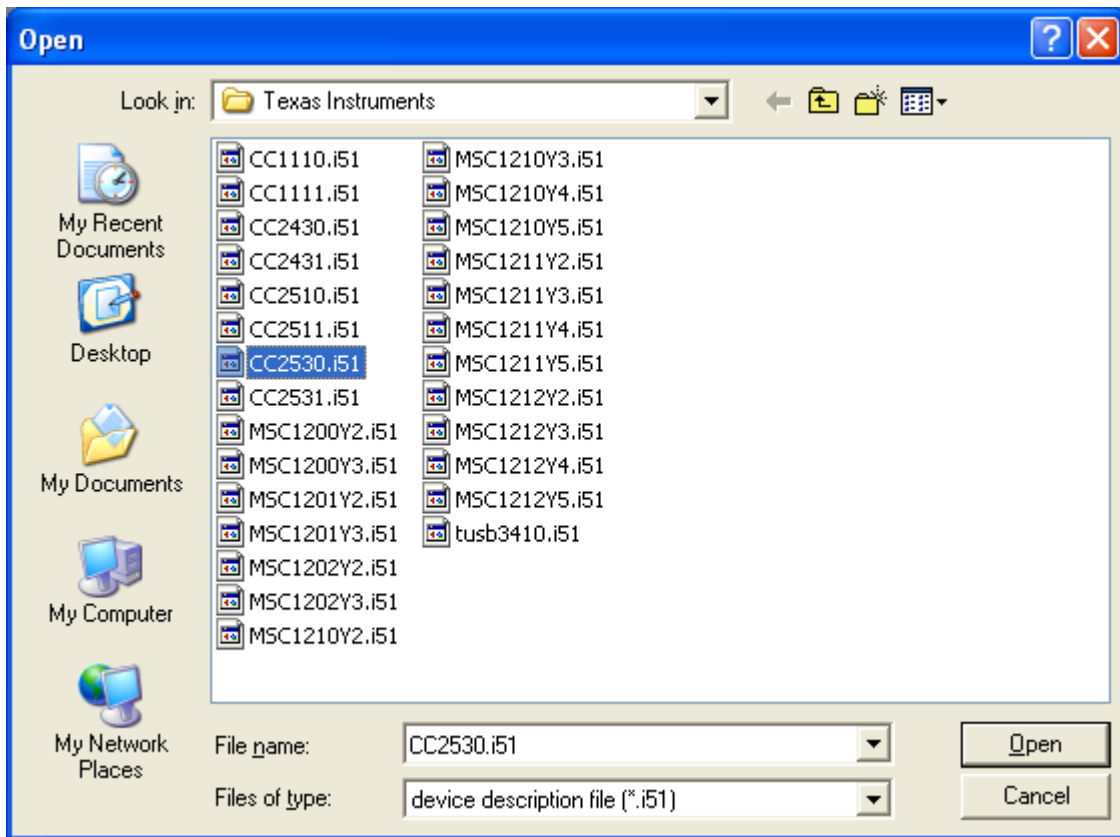 Open
Look in: Texas Instruments
My Recent
Documents
Desktop
My Documents
My Computer
My Network
Places
CC1110.i51
CC1111.i51
CC2430.i51
CC2431.i51
CC2510.i51
CC2511.i51
CC2530.i51
CC2531.i51
MSC1200Y2.i51
MSC1200Y3.i51
MSC1201Y2.i51
MSC1201Y3.i51
MSC1202Y2.i51
MSC1202Y3.i51
MSC1210Y2.i51
MSC1210Y3.i51
MSC1210Y4.i51
MSC1210Y5.i51
MSC1211Y2.i51
MSC1211Y3.i51
MSC1211Y4.i51
MSC1211Y5.i51
MSC1212Y2.i51
MSC1212Y3.i51
MSC1212Y4.i51
MSC1212Y5.i51
tusb3410.i51
File name: CC2530.i51 Open
Files of type: device description file (*.i51) Cancel